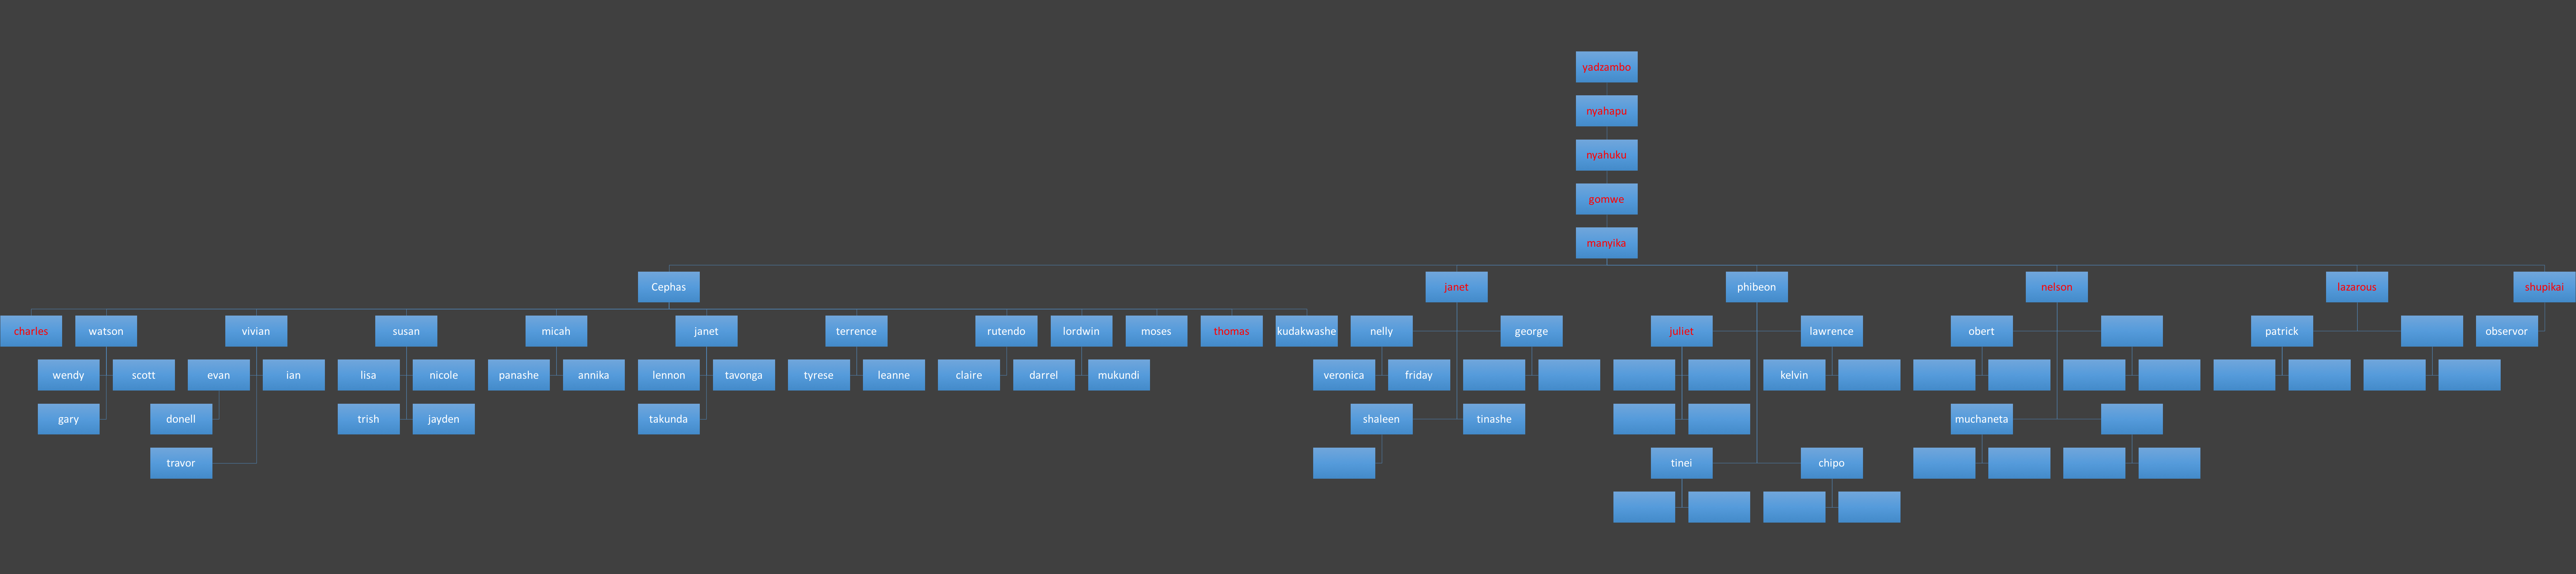 yadzambo
nyahapu
nyahuku
gomwe
manyika
Cephas janet phibeon nelson lazarous shupikai
charles watson vivian susan micah janet terrence rutendo lordwin moses thomas kudakwashe nelly george juliet lawrence obert patrick observor
wendy scott evan ian lisa nicole panashe annika lennon tavonga tyrese leanne claire darrel mukundi veronica friday kelvin
gary donell trish jayden takunda shaleen tinashe muchaneta
travor tinei chipo